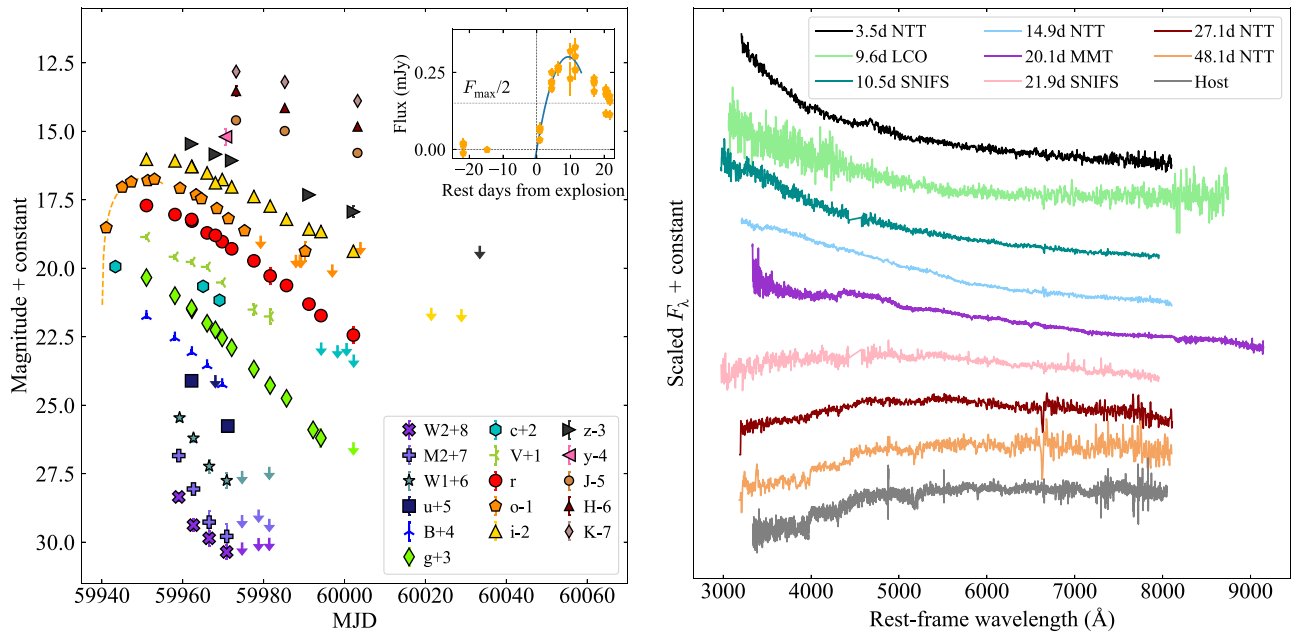 12.5
15.0
17.5
20.0
22.5
25.0
27.5
30.0
Magnitude + constant
59940
59960
59980
60000
60020
60040
60060
MJD
0.25
0.00
Flux (mJy)
F_max/2
0
10
20
Rest days from explosion
W2+8
M2+7
W1+6
u+5
B+4
g+3
c+2
V+1
r
o-1
i-2
z-3
y-4
J-5
H-6
K-7
3.5d NTT
9.6d LCO
10.5d SNIFS
14.9d NTT
20.1d MMT
21.9d SNIFS
27.1d NTT
48.1d NTT
Host
Scaled F_λ + constant
3000
4000
5000
6000
7000
8000
9000
Rest-frame wavelength (Å)